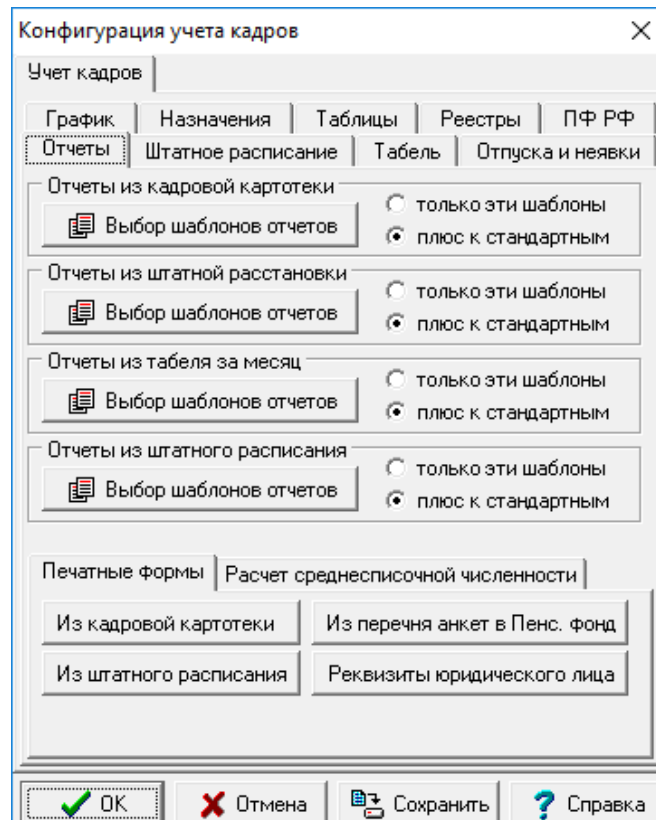 Конфигурация учета кадров
Учет кадров
График Назначения Таблицы Реестры ПФ РФ
Отчеты Штатное расписание Табель Отпуска и неявки
Отчеты из кадровой картотеки
только эти шаблоны
Выбор шаблонов отчетов
плюс к стандартным
Отчеты из штатной расстановки
только эти шаблоны
Выбор шаблонов отчетов
плюс к стандартным
Отчеты из табеля за месяц
только эти шаблоны
Выбор шаблонов отчетов
плюс к стандартным
Отчеты из штатного расписания
только эти шаблоны
Выбор шаблонов отчетов
плюс к стандартным
Печатные формы Расчет среднесписочной численности
Из кадровой картотеки Из перечня анкет в Пенс. фонд
Из штатного расписания Реквизиты юридического лица
OK Отмена Сохранить Справка